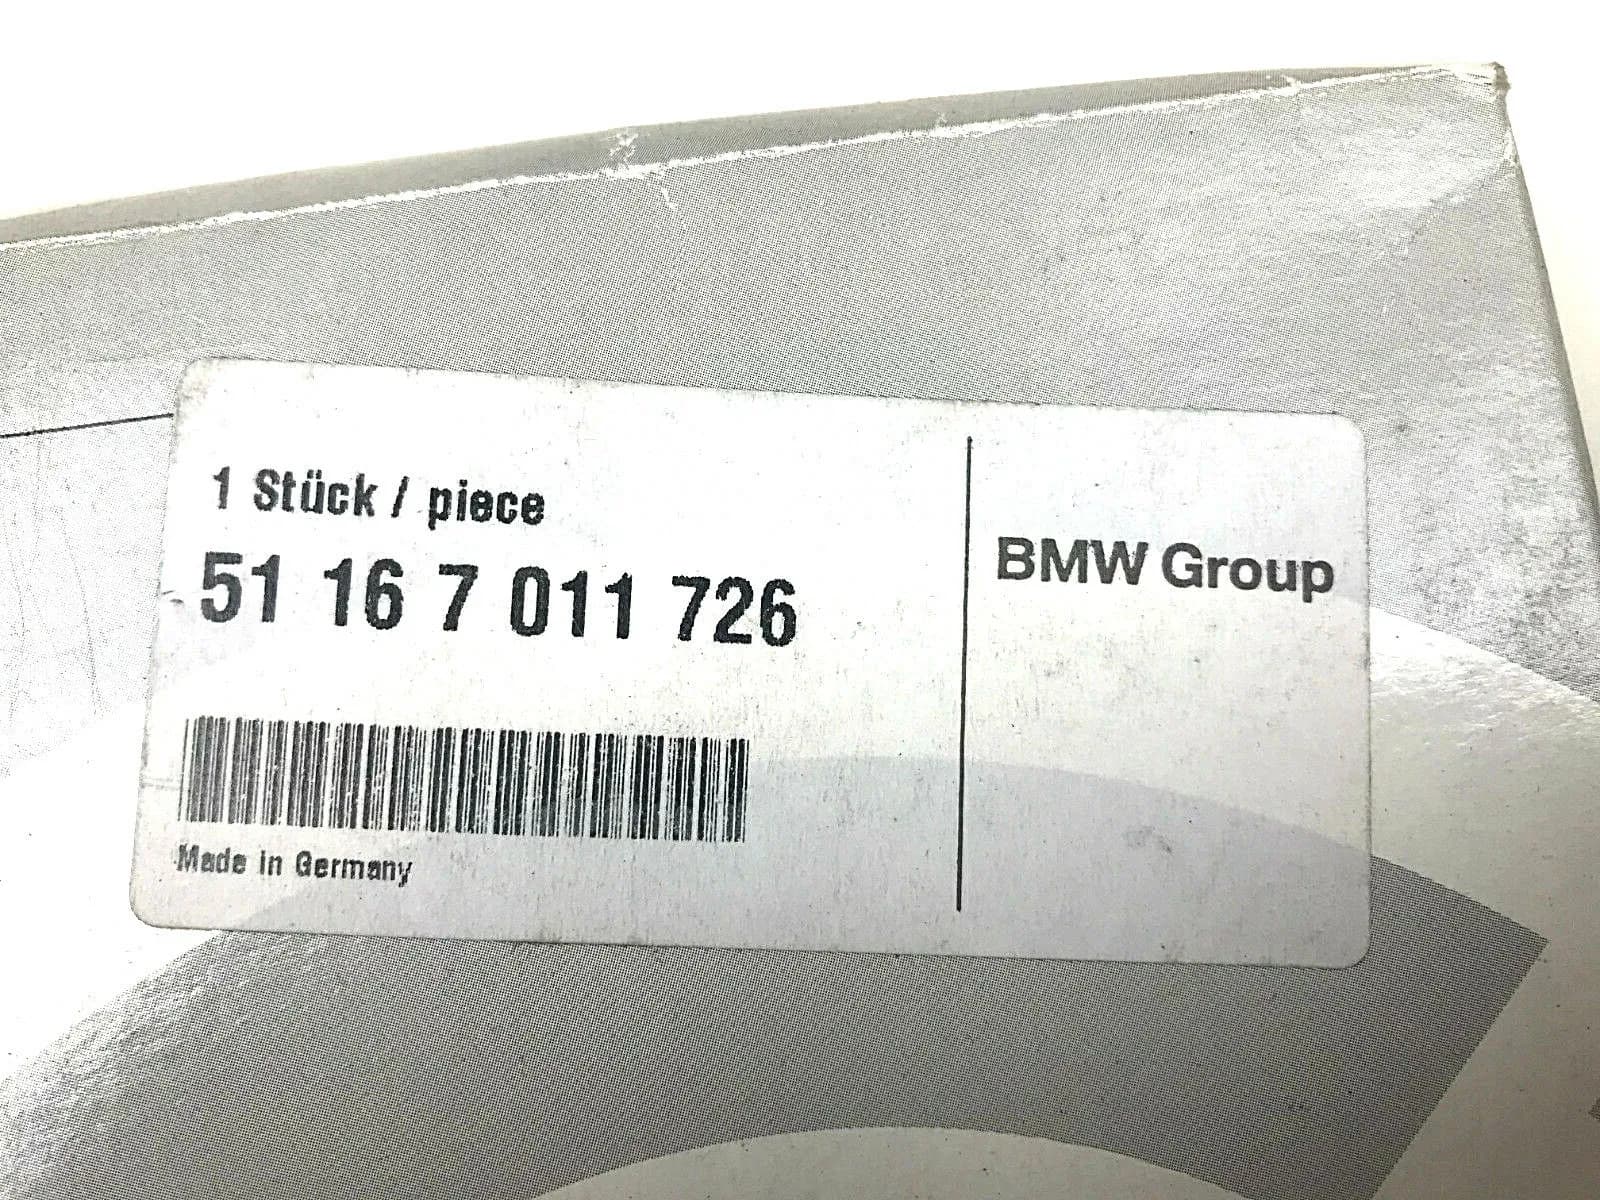 1 Stück / piece
51 16 7 011 726
Made in Germany
BMW Group